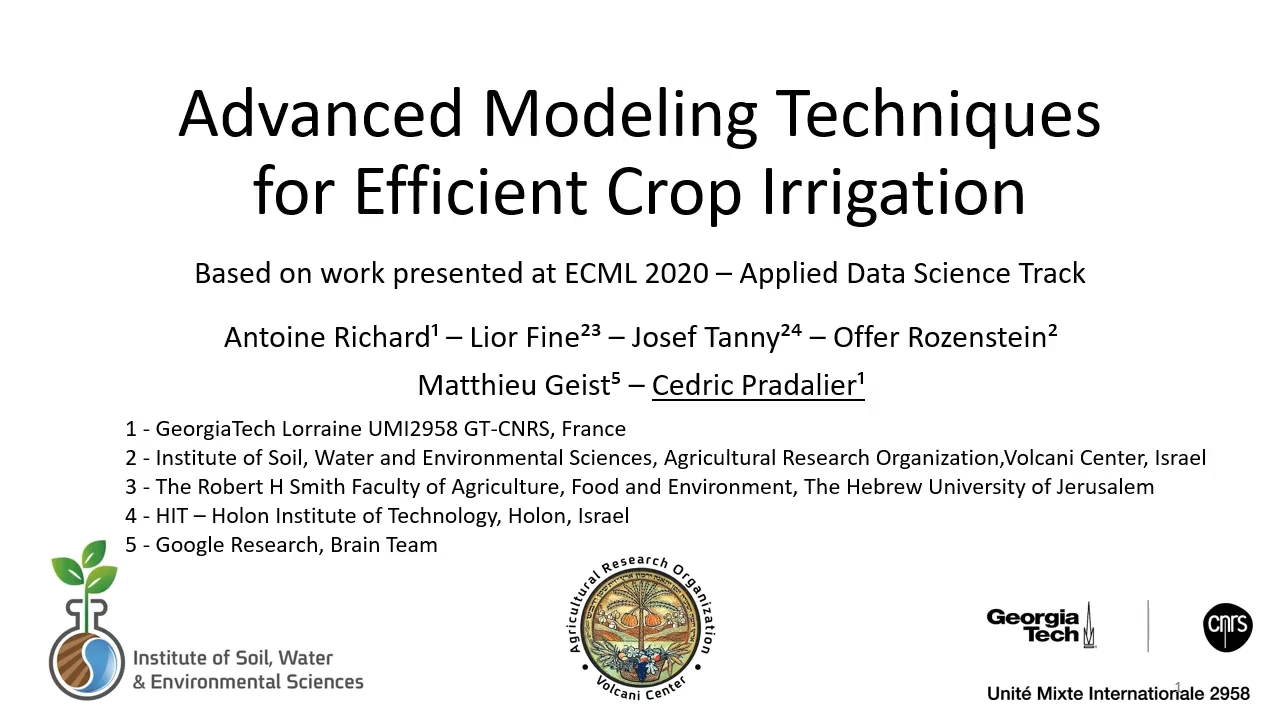 Advanced Modeling Techniques
for Efficient Crop Irrigation
Based on work presented at ECML 2020 – Applied Data Science Track
Antoine Richard¹ – Lior Fine²³ – Josef Tanny²⁴ – Offer Rozenstein²
Matthieu Geist⁵ – Cedric Pradalier¹
1 - GeorgiaTech Lorraine UMI2958 GT-CNRS, France
2 - Institute of Soil, Water and Environmental Sciences, Agricultural Research Organization,Volcani Center, Israel
3 - The Robert H Smith Faculty of Agriculture, Food and Environment, The Hebrew University of Jerusalem
4 - HIT – Holon Institute of Technology, Holon, Israel
5 - Google Research, Brain Team
Institute of Soil, Water
& Environmental Sciences
Agricultural Research Organization
• Volcani Center •
Georgia
Tech
cnrs
Unité Mixte Internationale 2958
1